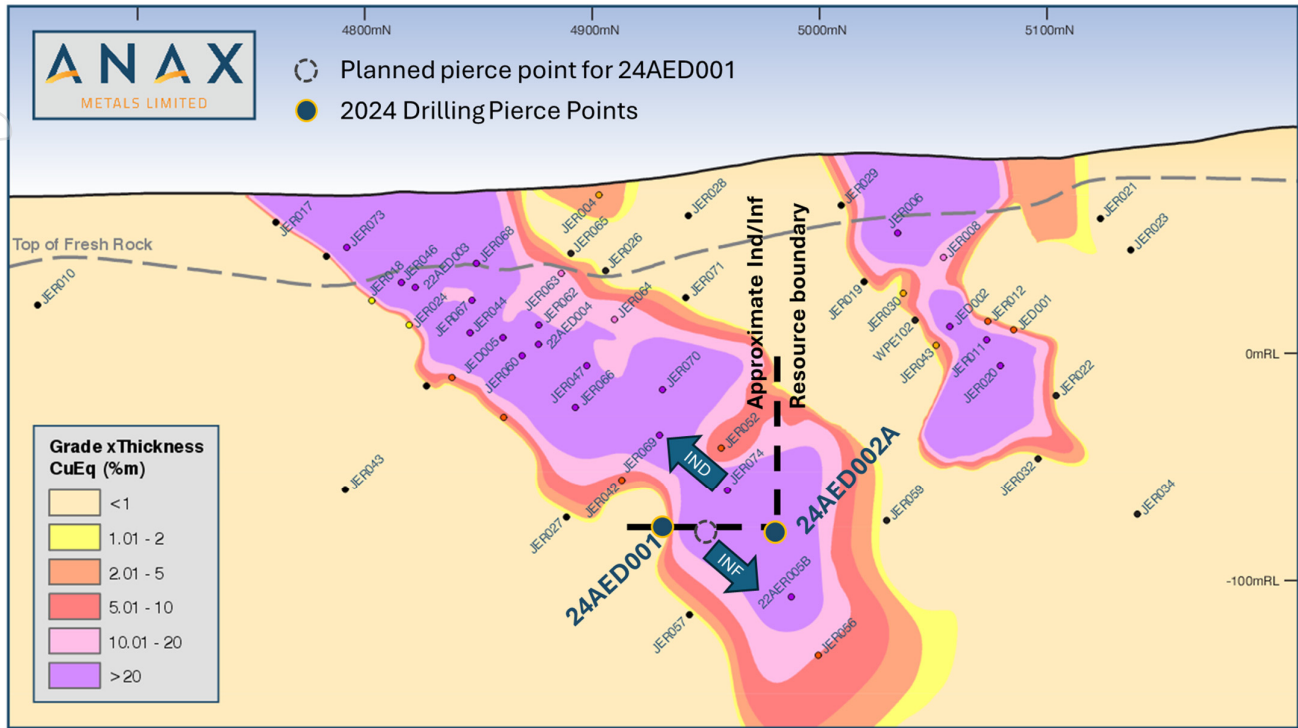 4800mN
4900mN
5000mN
5100mN
ANAX
METALS LIMITED
Planned pierce point for 24AED001
2024 Drilling Pierce Points
JER017
JER073
JER004
JER065
JER028
JER029
JER006
JER021
JER023
Top of Fresh Rock
JER010
JER018
JER046
22AED003
JER068
JER026
JER008
JER024
JER067
JER044
JER063
JER062
22AED004
JER064
JER071
JER019
JER030
WPE102
JER043
JED002
JER012
JED001
JER011
JER020
JER022
0mRL
JED005
JER060
JER047
JER066
JER070
Approximate Ind/Inf
Resource boundary
JER052
JER069
IND
JER074
JER042
JER027
JER043
24AED002A
JER059
JER032
JER034
24AED001
INF
22AER005B
-100mRL
JER057
JER056
Grade xThickness
CuEq (%m)
<1
1.01 - 2
2.01 - 5
5.01 - 10
10.01 - 20
>20